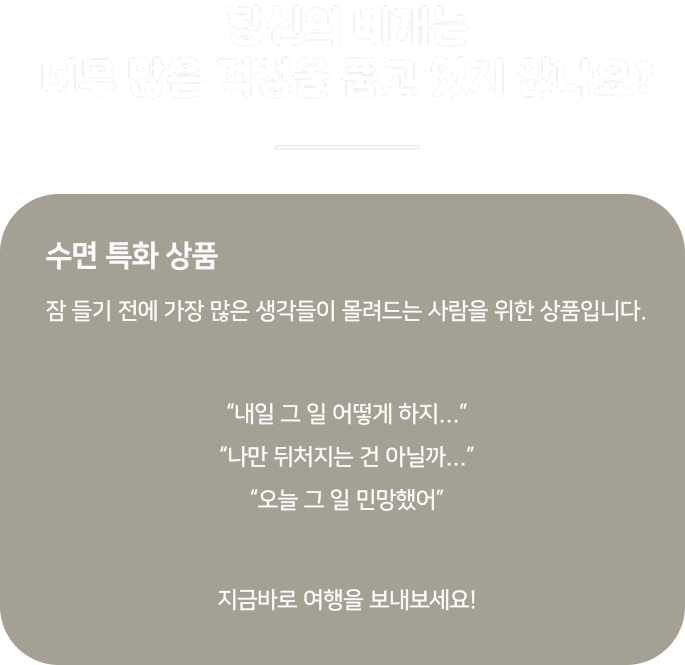 당신의 베개는
너무 많은 걱정을 품고 있지 않나요?
수면 특화 상품
잠 들기 전에 가장 많은 생각들이 몰려드는 사람을 위한 상품입니다.
“내일 그 일 어떻게 하지...”
“나만 뒤처지는 건 아닐까...”
“오늘 그 일 민망했어”
지금바로 여행을 보내보세요!